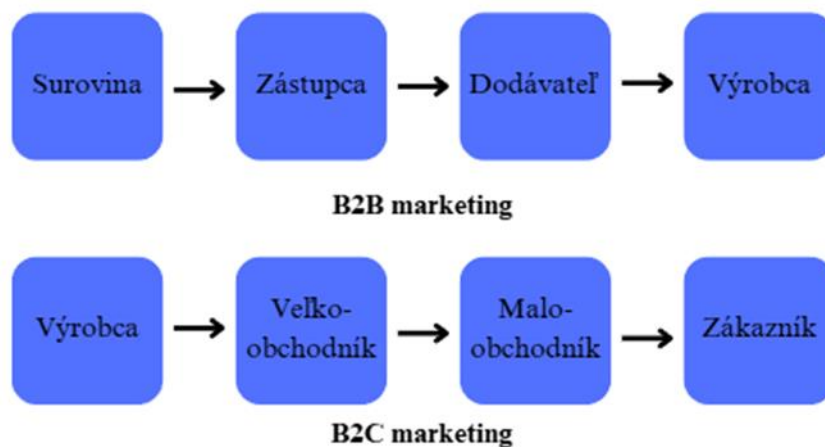 Surovina
Zástupca
Dodávateľ
Výrobca
B2B marketing
Výrobca
Veľko-
obchodník
Malo-
obchodník
Zákazník
B2C marketing